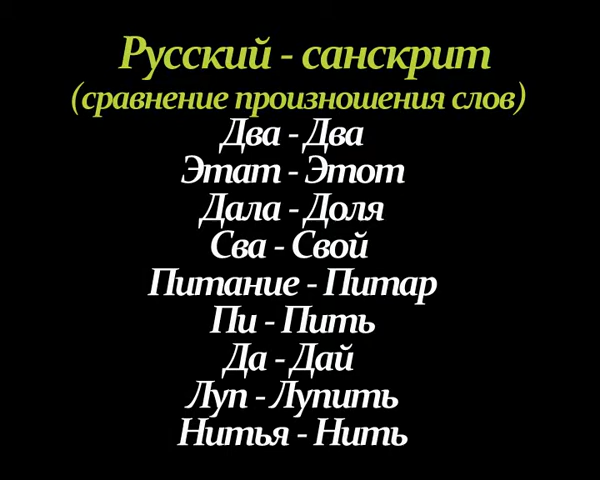 Русский - санскрит
(сравнение произношения слов)
Два - Два
Этат - Этот
Дала - Доля
Сва - Свой
Питание - Питар
Пи - Пить
Да - Дай
Луп - Лупить
Нитья - Нить